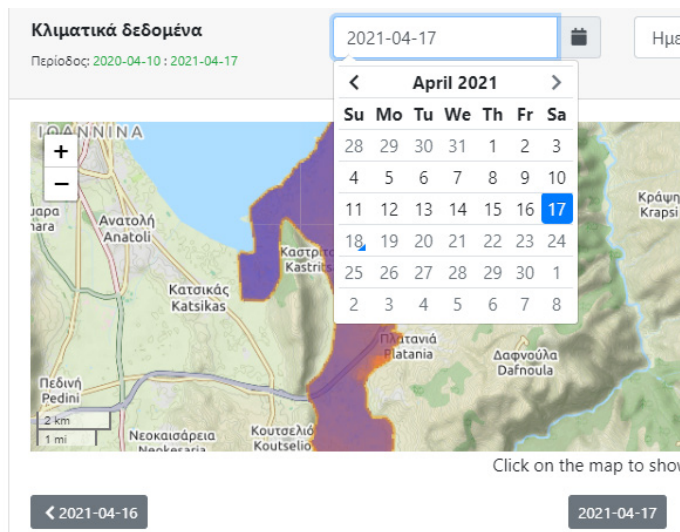 Κλιματικά δεδομένα
Περίοδος: 2020-04-10 : 2021-04-17
2021-04-17
April 2021
Su Mo Tu We Th Fr Sa
28 29 30 31 1 2 3
4 5 6 7 8 9 10
11 12 13 14 15 16 17
18 19 20 21 22 23 24
25 26 27 28 29 30 1
2 3 4 5 6 7 8
ΙΩΑΝΝΙΝΑ
+
−
Ανατολή
Anatoli
Κατσικάς
Katsikas
Kastrits
Κράψη
Krapsi
Πλατανιά
Platania
Δαφνούλα
Dafnoula
Πεδινή
Pedini
2 km
1 mi
Νεοκαισάρεια
Neokesaria
Κουτσελιό
Koutselio
Click on the map to show
2021-04-16
2021-04-17